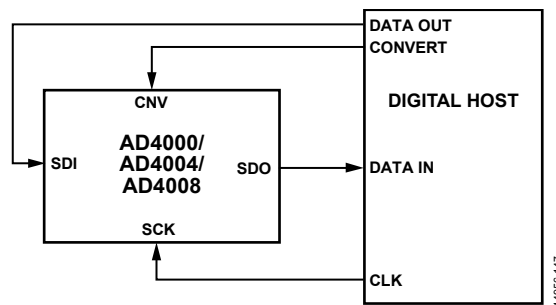 DATA OUT
CONVERT
DIGITAL HOST
CNV
AD4000/
AD4004/
AD4008
SDI
SDO
DATA IN
SCK
CLK